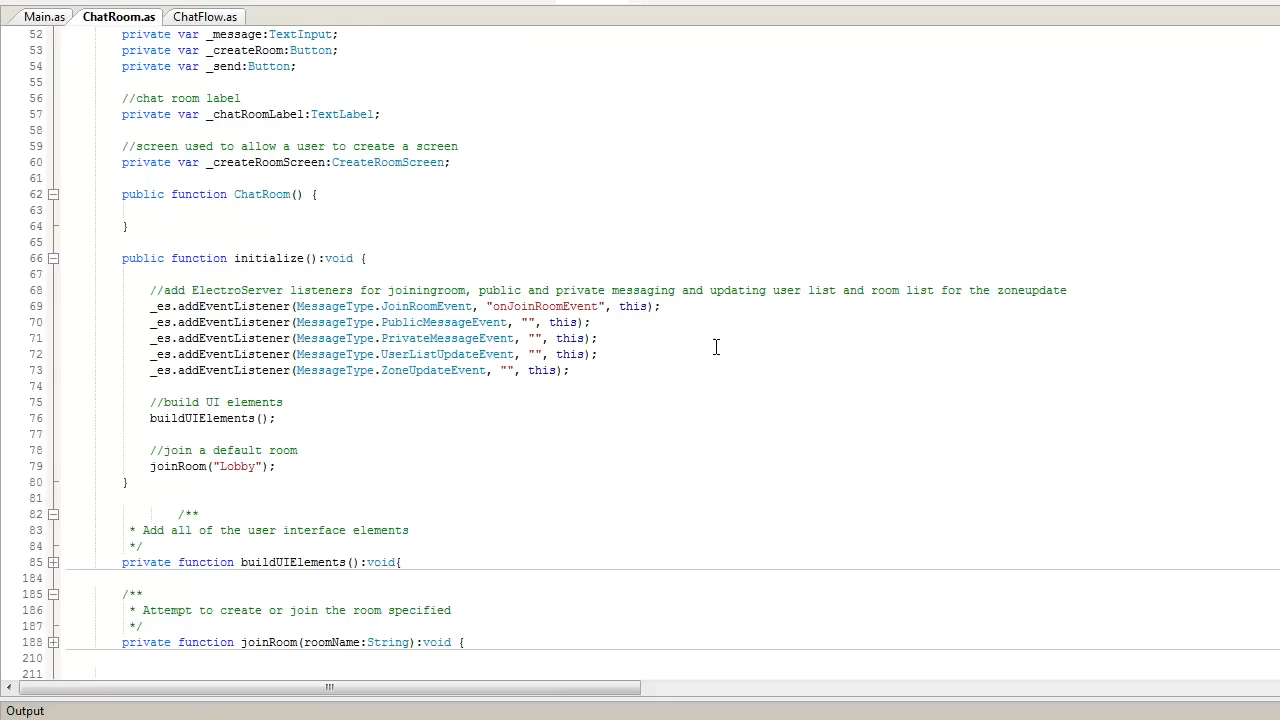 Main.as ChatRoom.as ChatFlow.as
52 private var _message:TextInput;
53 private var _createRoom:Button;
54 private var _send:Button;
55
56 //chat room label
57 private var _chatRoomLabel:TextLabel;
58
59 //screen used to allow a user to create a screen
60 private var _createRoomScreen:CreateRoomScreen;
61
62 public function ChatRoom() {
63
64 }
65
66 public function initialize():void {
67
68 //add ElectroServer listeners for joiningroom, public and private messaging and updating user list and room list for the zoneupdate
69 _es.addEventListener(MessageType.JoinRoomEvent, "onJoinRoomEvent", this);
70 _es.addEventListener(MessageType.PublicMessageEvent, "", this);
71 _es.addEventListener(MessageType.PrivateMessageEvent, "", this);
72 _es.addEventListener(MessageType.UserListUpdateEvent, "", this);
73 _es.addEventListener(MessageType.ZoneUpdateEvent, "", this);
74
75 //build UI elements
76 buildUIElements();
77
78 //join a default room
79 joinRoom("Lobby");
80 }
81
82 /**
83 * Add all of the user interface elements
84 */
85 private function buildUIElements():void{
184
185 /**
186 * Attempt to create or join the room specified
187 */
188 private function joinRoom(roomName:String):void {
210
211
Output